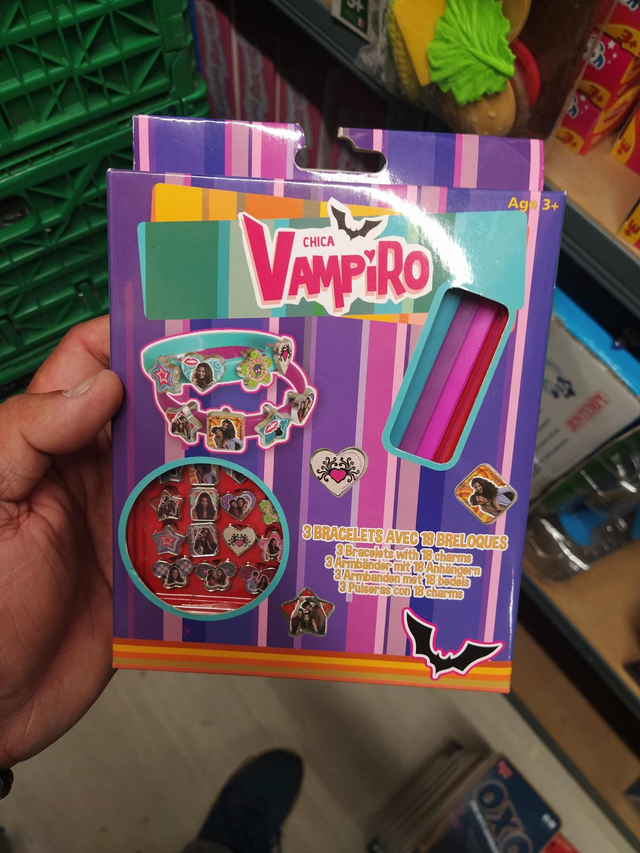 Age 3+
CHICA
VAMPiRO
3 BRACELETS AVEC 18 BRELOQUES
3 Bracelets with 18 charms
3 Armbänder mit 18 Anhängern
3 Armbanden met 18 bedels
3 Pulseras con 18 charms
OXO